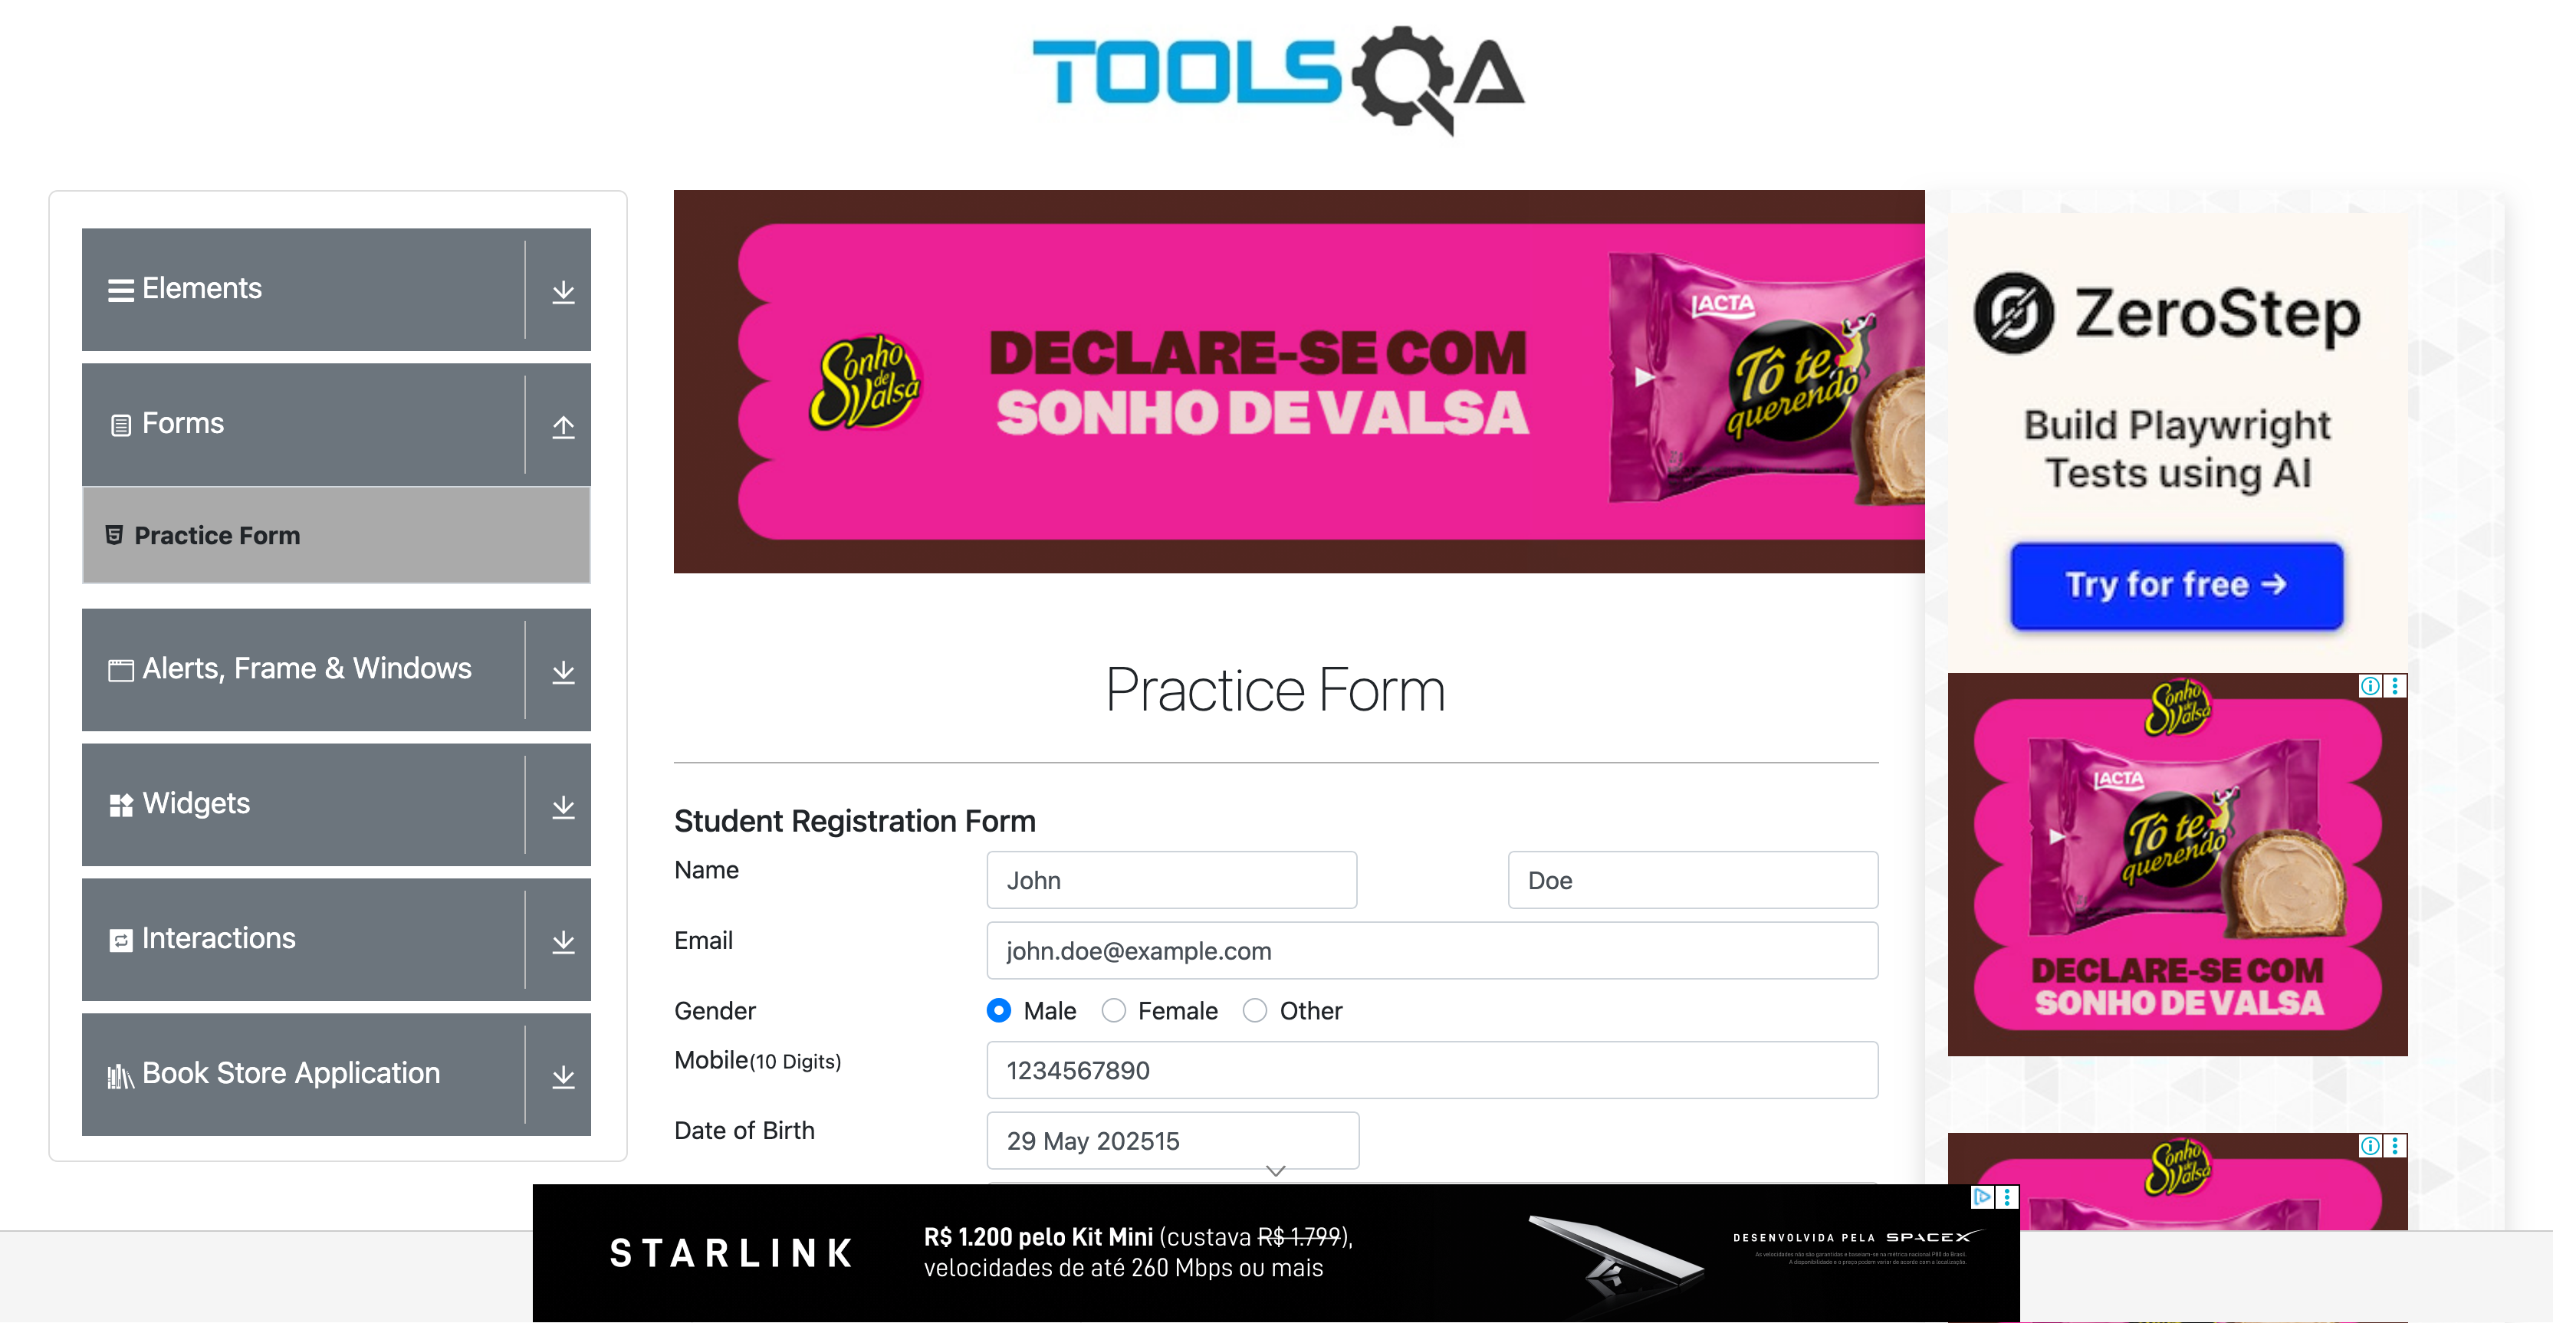 TOOLSQA
Elements
Forms
Practice Form
Alerts, Frame & Windows
Widgets
Interactions
Book Store Application
Sonho de Valsa
DECLARE-SE COM
SONHO DE VALSA
LACTA
Tô te
querendo
Practice Form
Student Registration Form
Name
John
Doe
Email
john.doe@example.com
Gender
Male
Female
Other
Mobile(10 Digits)
1234567890
Date of Birth
29 May 202515
ZeroStep
Build Playwright
Tests using AI
Try for free →
Sonho de Valsa
LACTA
Tô te
querendo
DECLARE-SE COM
SONHO DE VALSA
Sonho de Valsa
STARLINK
R$ 1.200 pelo Kit Mini (custava R$ 1.799),
velocidades de até 260 Mbps ou mais
DESENVOLVIDA PELA SPACEX